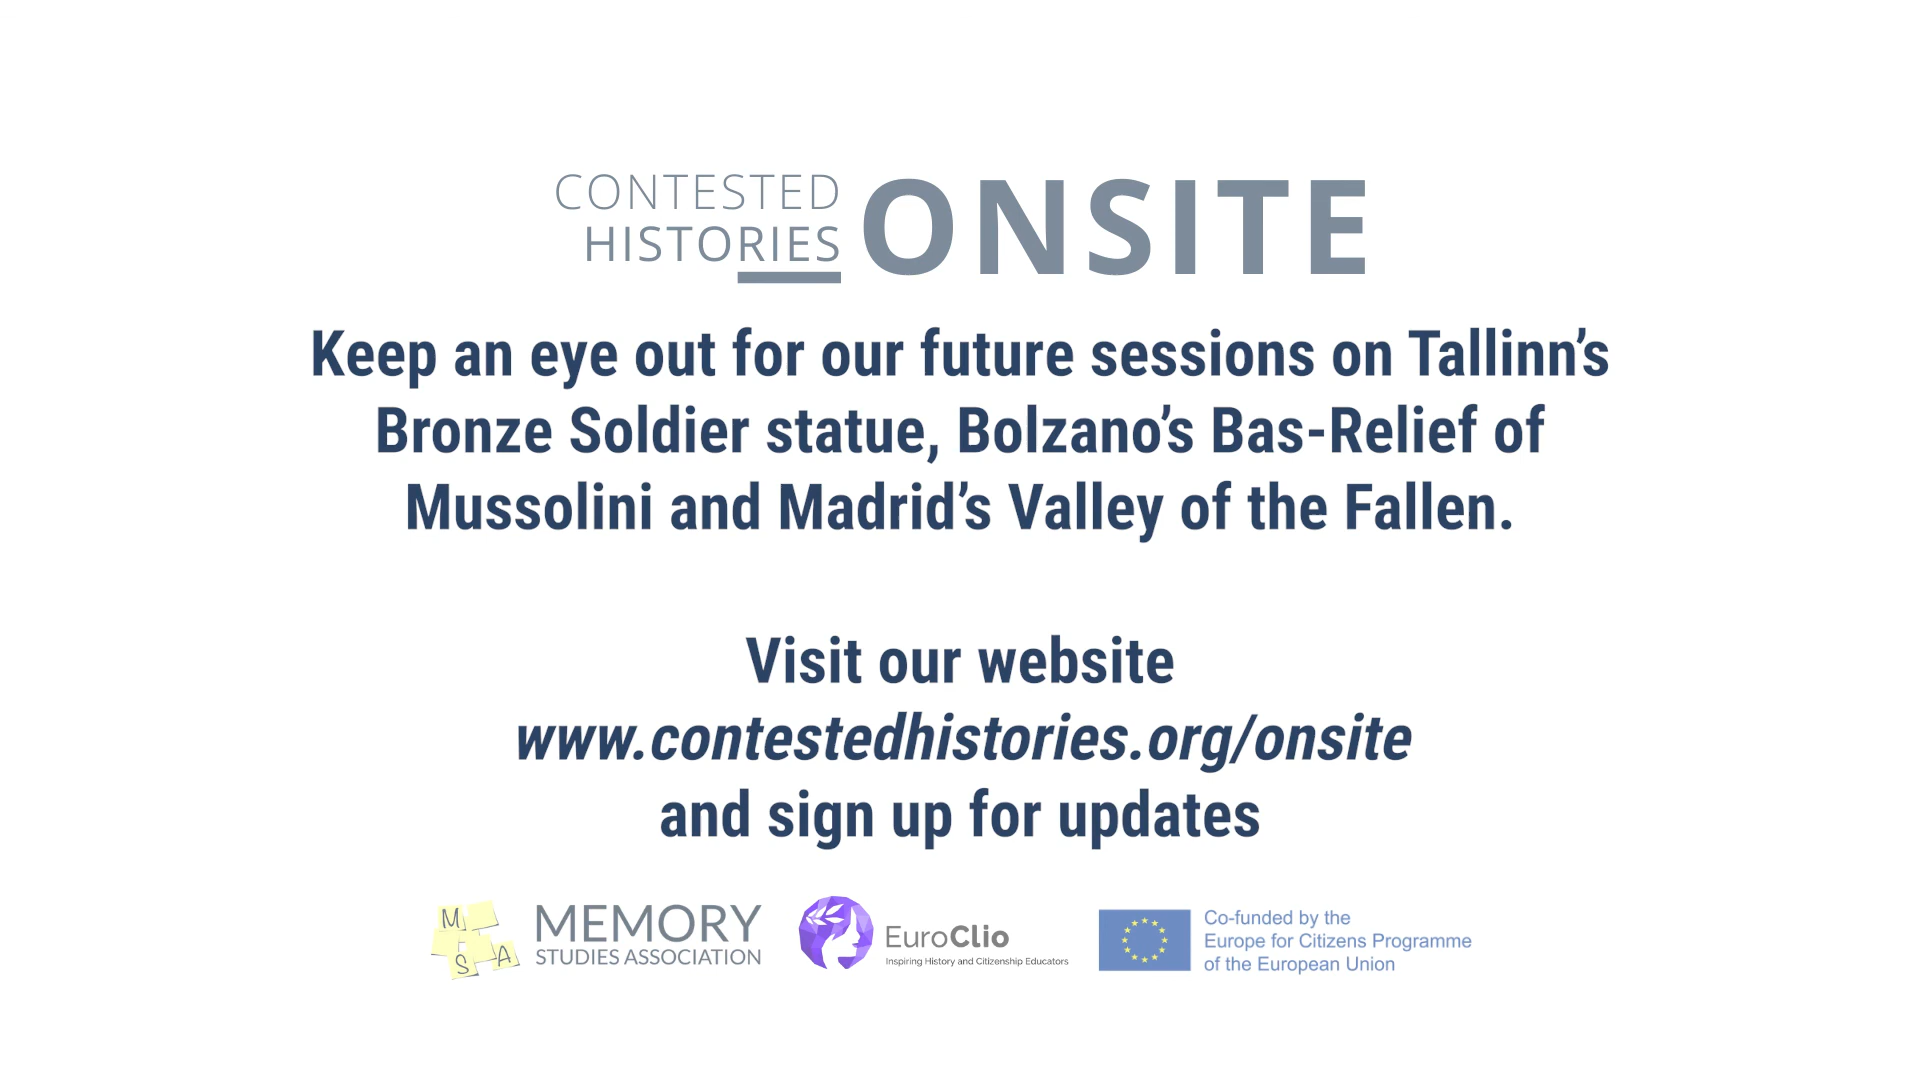 CONTESTED
HISTORIES
ONSITE
Keep an eye out for our future sessions on Tallinn’s
Bronze Soldier statue, Bolzano’s Bas-Relief of
Mussolini and Madrid’s Valley of the Fallen.
Visit our website
www.contestedhistories.org/onsite
and sign up for updates
M
S A
MEMORY
STUDIES ASSOCIATION
EuroClio
Inspiring History and Citizenship Educators
Co-funded by the
Europe for Citizens Programme
of the European Union